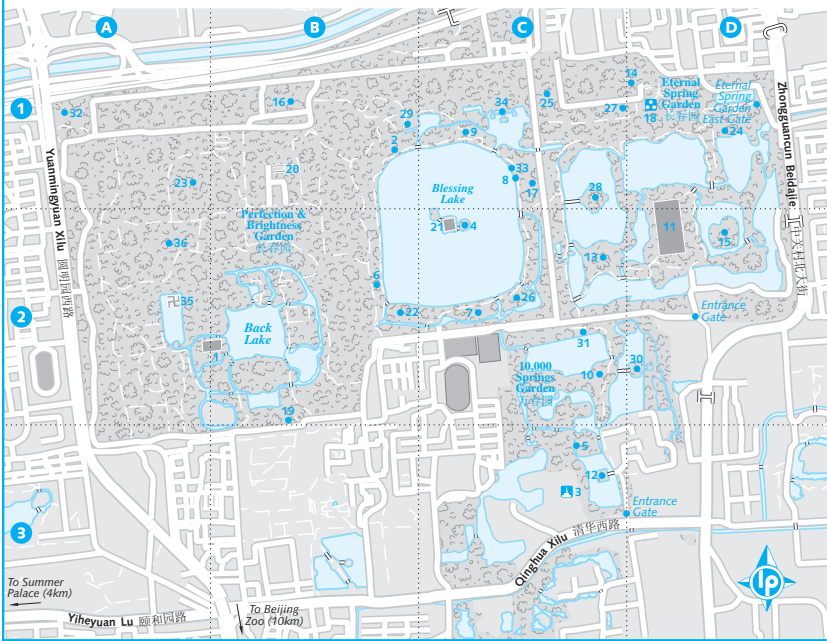 A
B
C
D
1
2
3
32
16
29
2
34
9
25
14
27
18
Eternal
Spring
Garden
长春园
Eternal
Spring
Garden
East Gate
24
Zhongguancun Beidajie
中关村北大街
Yuanmingyuan Xilu 圆明园西路
23
20
33
8
17
28
Blessing
Lake
Perfection &
Brightness
Garden
长春园
21
4
11
15
36
13
6
35
22
7
26
Entrance
Gate
Back
Lake
1
31
10,000
Springs
Garden
万春园
10
30
19
5
12
3
Entrance
Gate
Qinghua Xilu 清华西路
To Summer
Palace (4km)
Yiheyuan Lu 颐和园路
To Beijing
Zoo (10km)
lp